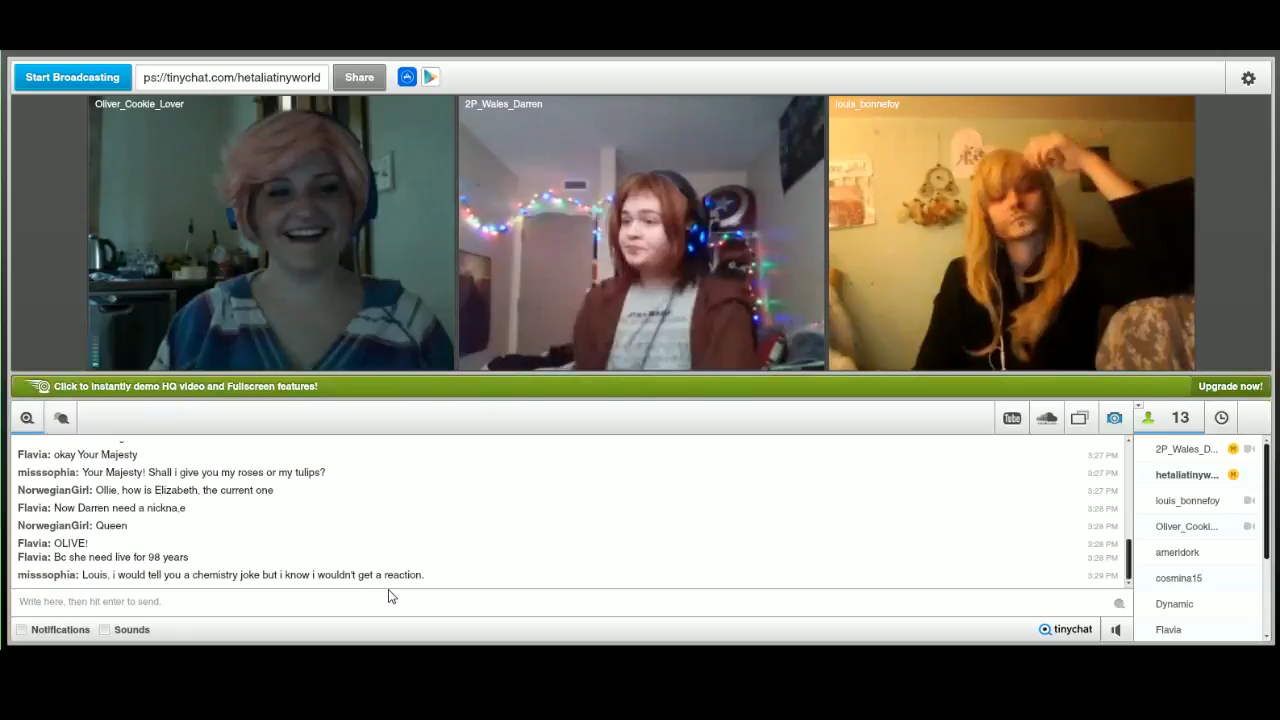 Start Broadcasting
ps://tinychat.com/hetaliatinyworld
Share
Oliver_Cookie_Lover
2P_Wales_Darren
louis_bonnefoy
STAR WARS
Click to instantly demo HQ video and Fullscreen features!
Upgrade now!
You Tube
13
Flavia: okay Your Majesty 3:27 PM
misssophia: Your Majesty! Shall i give you my roses or my tulips? 3:27 PM
NorwegianGirl: Ollie, how is Elizabeth, the current one 3:27 PM
Flavia: Now Darren need a nickna,e 3:28 PM
NorwegianGirl: Queen 3:28 PM
Flavia: OLIVE! 3:28 PM
Flavia: Bc she need live for 98 years 3:28 PM
misssophia: Louis, i would tell you a chemistry joke but i know i wouldn't get a reaction. 3:29 PM
Write here, then hit enter to send.
Notifications
Sounds
tinychat
2P_Wales_D... M
hetaliatinyw... M
louis_bonnefoy
Oliver_Cooki...
ameridork
cosmina15
Dynamic
Flavia